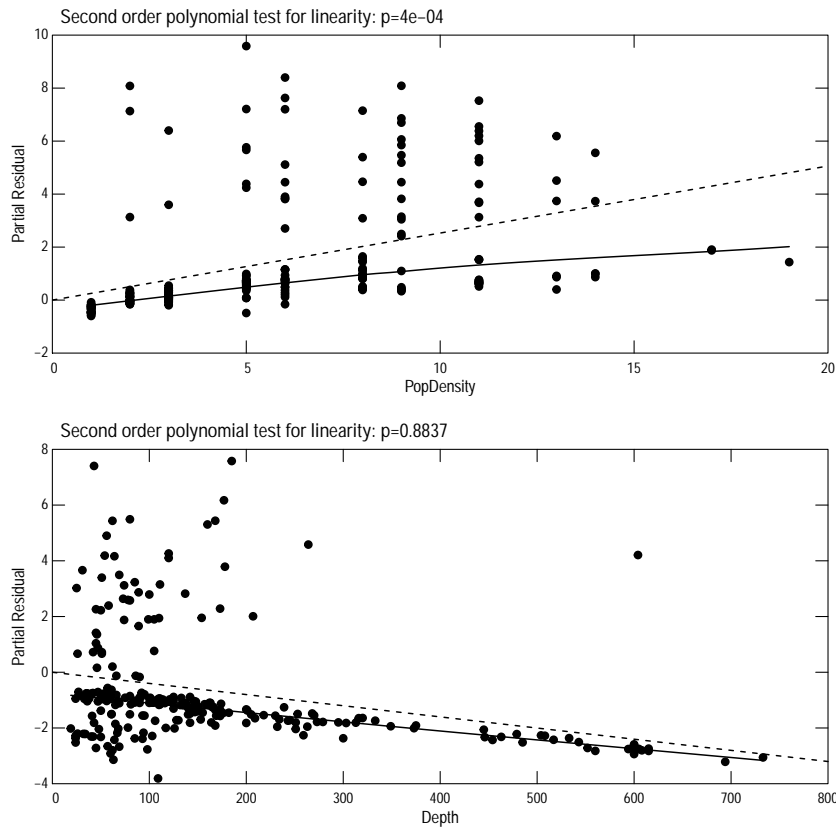 Second order polynomial test for linearity: p=4e−04
10
8
6
4
2
0
−2
Partial Residual
0 5 10 15 20
PopDensity
Second order polynomial test for linearity: p=0.8837
8
6
4
2
0
−2
−4
Partial Residual
0 100 200 300 400 500 600 700 800
Depth